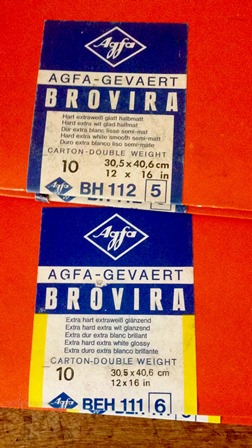 Agfa
AGFA-GEVAERT
BROVIRA
Hart extraweiß glatt halbmatt
Hard extra wit glad halfmat
Dur extra blanc lisse semi-mat
Hard extra white smooth semi-matt
Duro extra blanco liso semi-mate
CARTON-DOUBLE WEIGHT
10 30,5 x 40,6 cm
12 x 16 in
Agfa BH 112 5
Agfa
AGFA-GEVAERT
BROVIRA
Extra hart extraweiß glänzend
Extra hard extra wit glanzend
Extra dur extra blanc brillant
Extra hard extra white glossy
Extra duro extra blanco brillante
CARTON-DOUBLE WEIGHT
10 30,5 x 40,6 cm
12 x 16 in
Agfa BEH 111 6